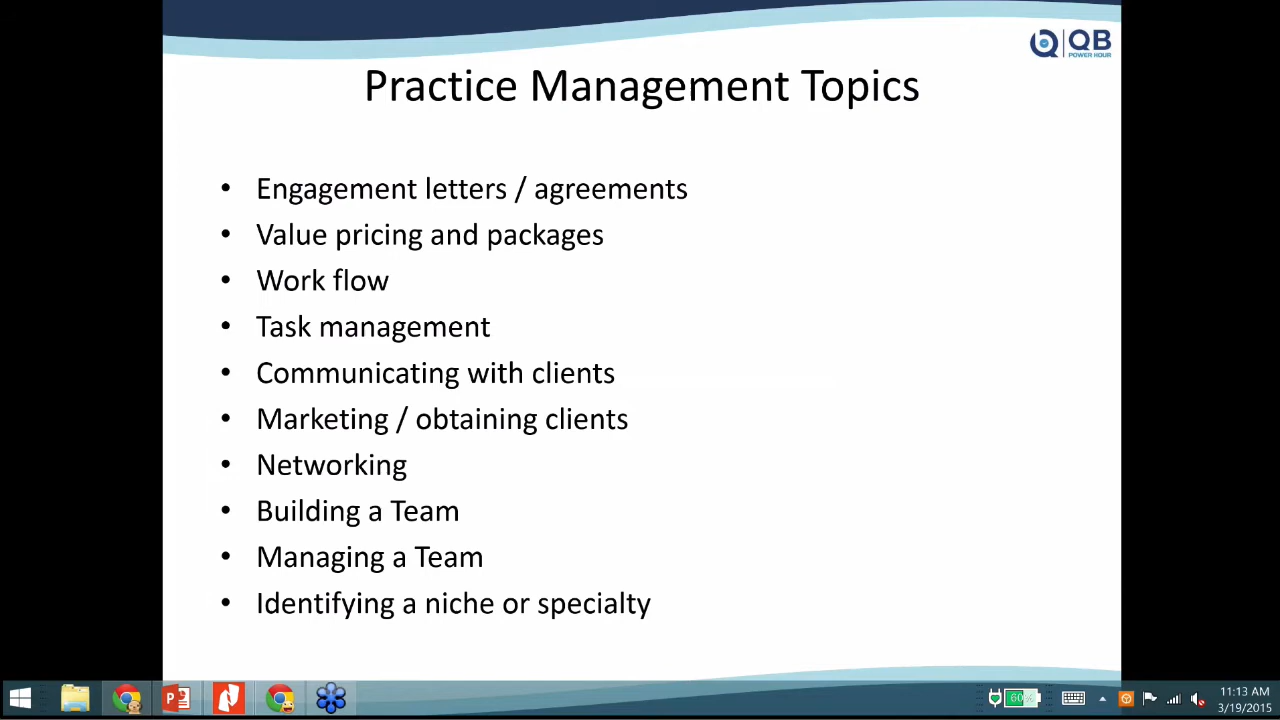 QB
POWER HOUR
Practice Management Topics
• Engagement letters / agreements
• Value pricing and packages
• Work flow
• Task management
• Communicating with clients
• Marketing / obtaining clients
• Networking
• Building a Team
• Managing a Team
• Identifying a niche or specialty
60%
11:13 AM
3/19/2015